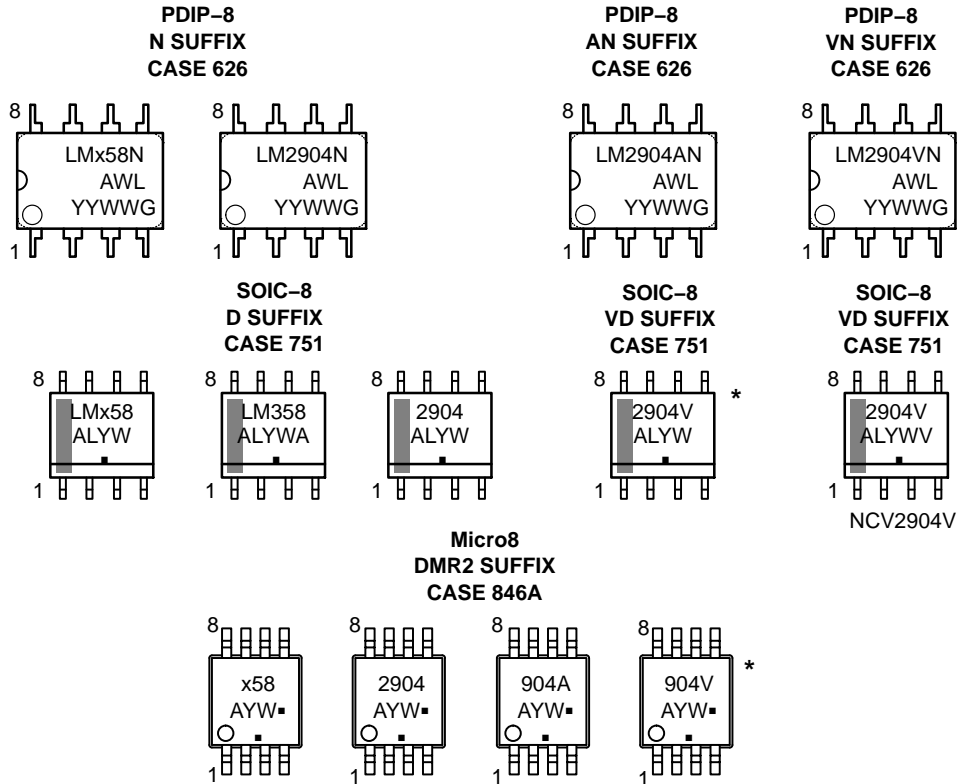 PDIP–8
N SUFFIX
CASE 626
PDIP–8
AN SUFFIX
CASE 626
PDIP–8
VN SUFFIX
CASE 626
8
LMx58N
AWL
YYWWG
1
LM2904N
AWL
YYWWG
1
8
8
LM2904AN
AWL
YYWWG
1
8
LM2904VN
AWL
YYWWG
1
SOIC–8
D SUFFIX
CASE 751
SOIC–8
VD SUFFIX
CASE 751
SOIC–8
VD SUFFIX
CASE 751
8
LMx58
ALYW
▪
1
8
LM358
ALYWA
▪
1
8
2904
ALYW
▪
1
8
2904V
ALYW
▪
1
*
8
2904V
ALYWV
▪
1
NCV2904V
Micro8
DMR2 SUFFIX
CASE 846A
8
x58
AYW▪
▪
1
8
2904
AYW▪
▪
1
8
904A
AYW▪
▪
1
8
904V
AYW▪
▪
1
*